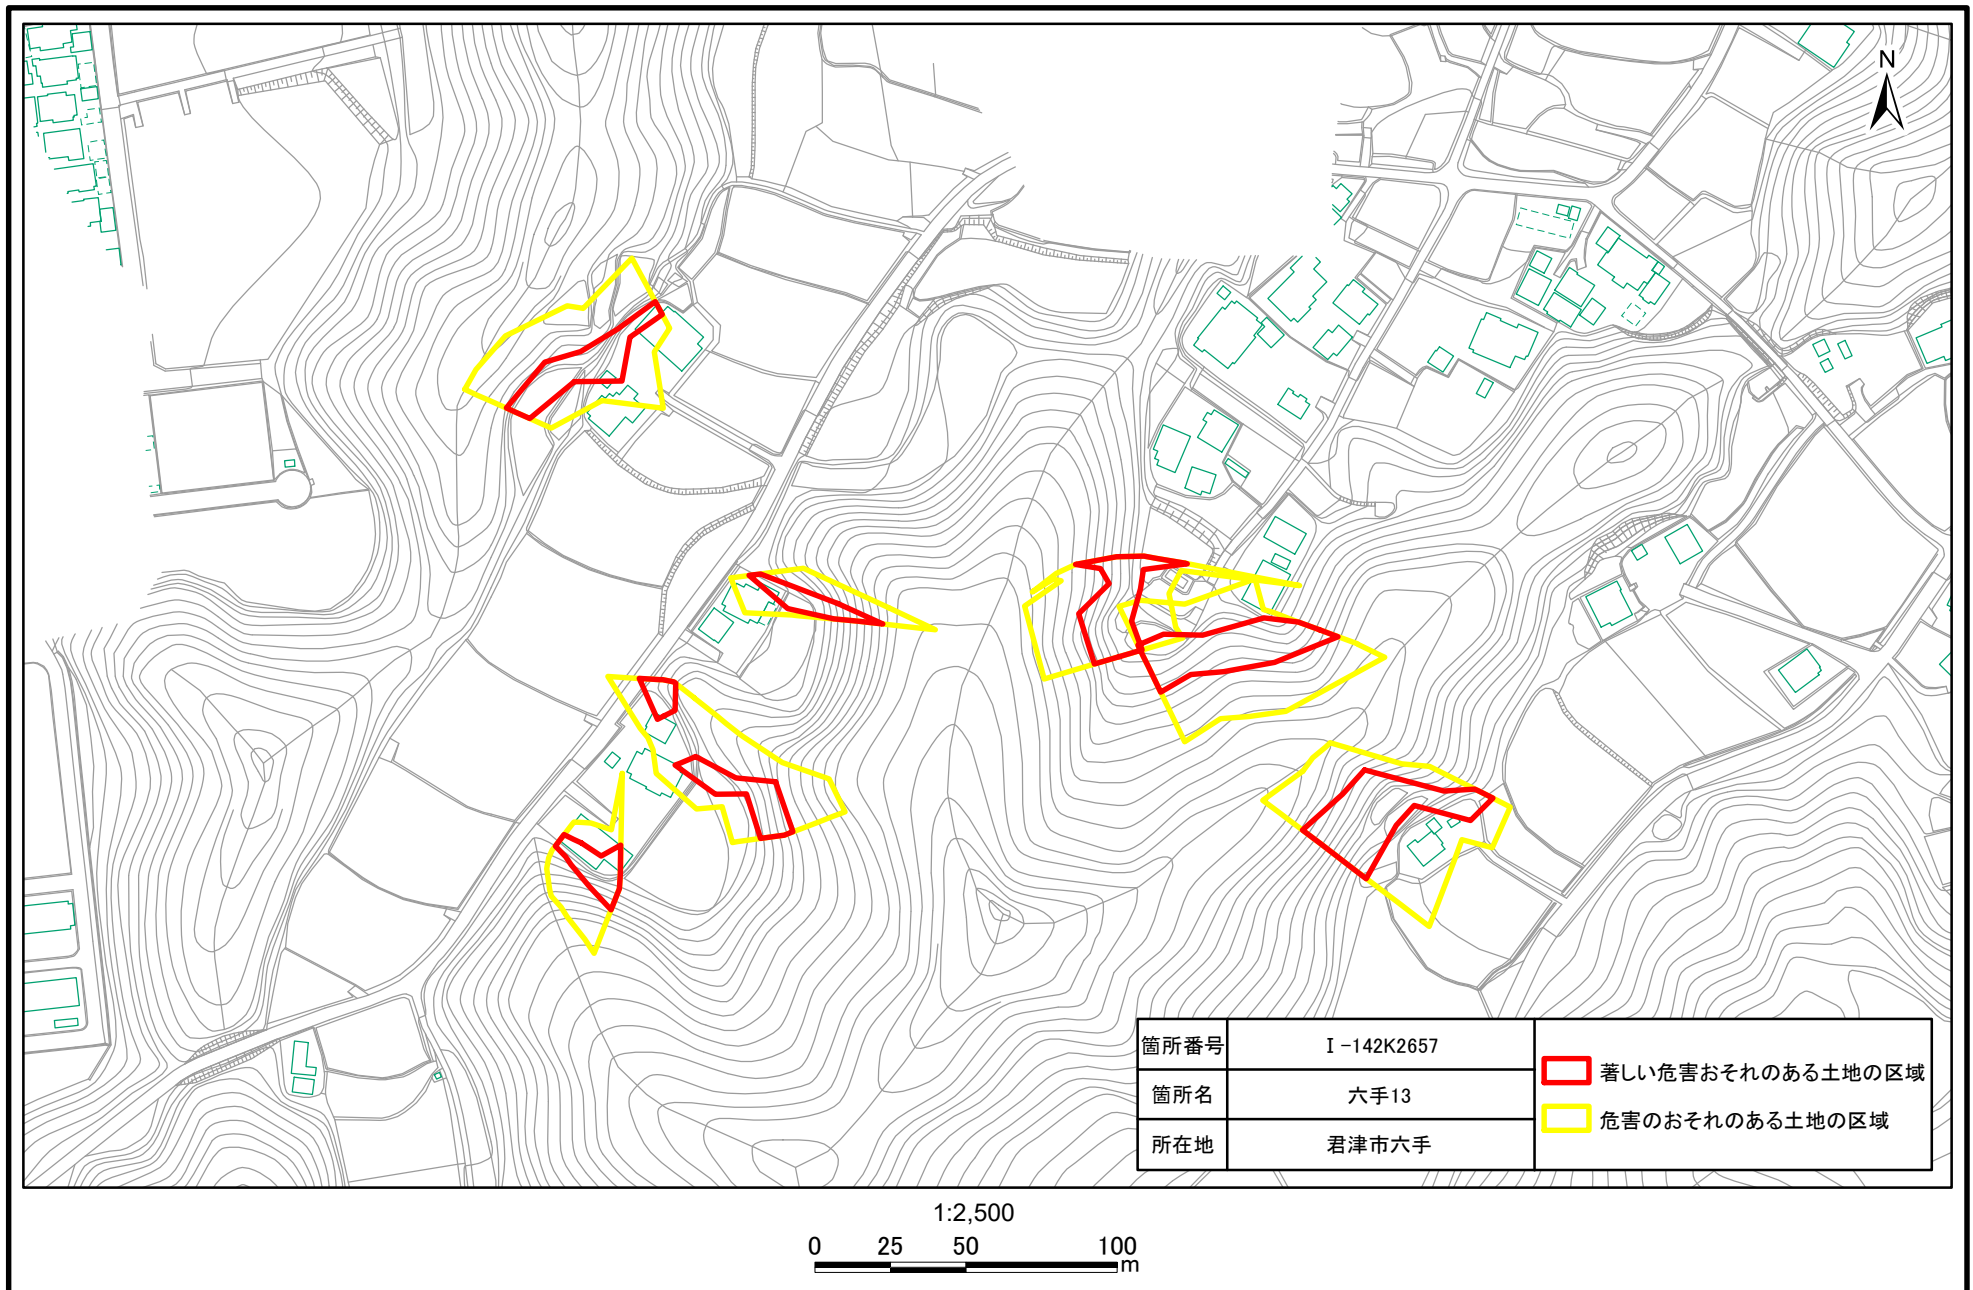 N
箇所番号 Ⅰ-142K2657
箇所名 六手13
所在地 君津市六手
著しい危害おそれのある土地の区域
危害のおそれのある土地の区域
1:2,500
0 25 50 100
m